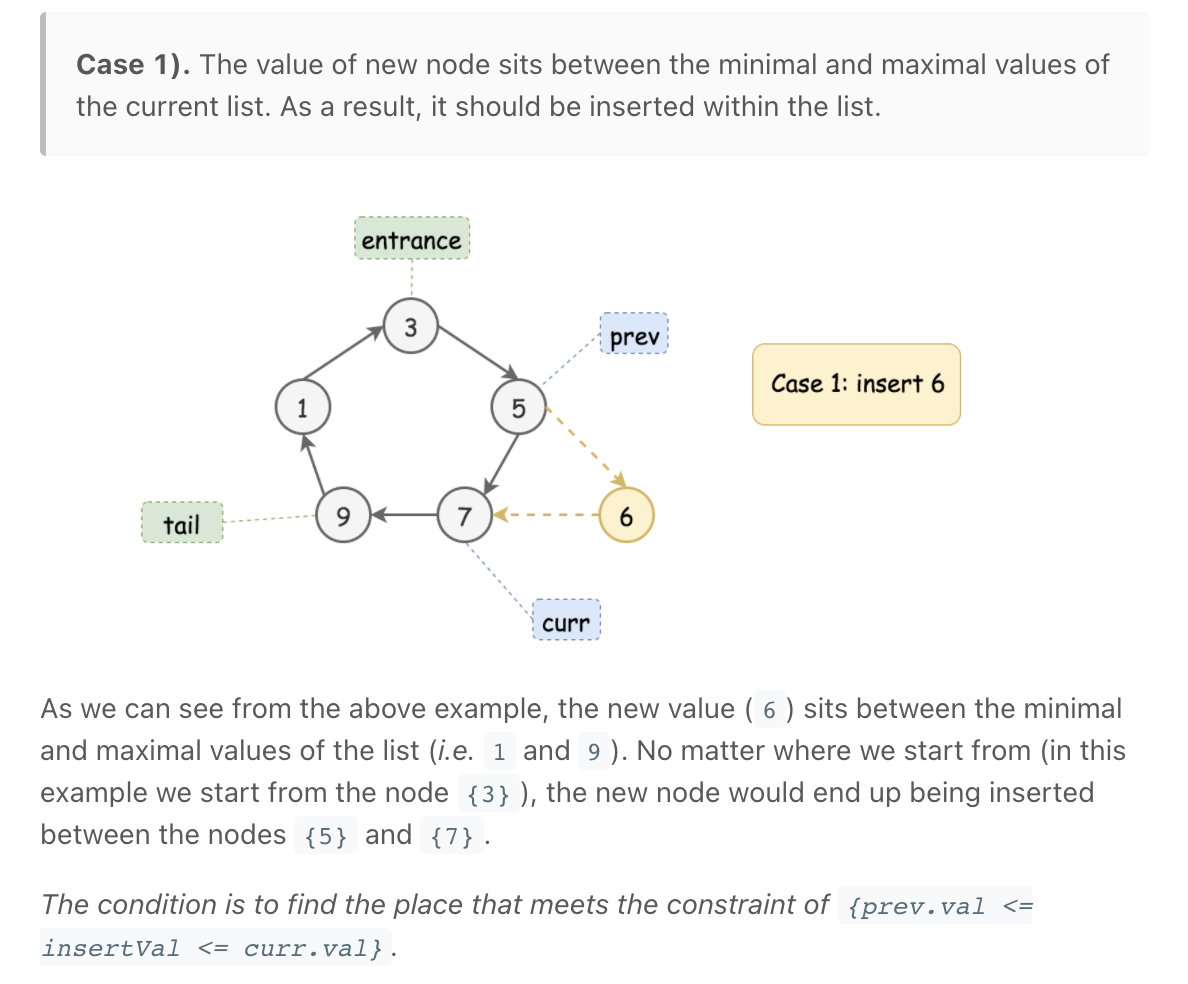 Case 1). The value of new node sits between the minimal and maximal values of
the current list. As a result, it should be inserted within the list.
entrance
3
prev
Case 1: insert 6
1
5
tail
9
7
6
curr
As we can see from the above example, the new value ( 6 ) sits between the minimal
and maximal values of the list (i.e. 1 and 9 ). No matter where we start from (in this
example we start from the node {3} ), the new node would end up being inserted
between the nodes {5} and {7} .
The condition is to find the place that meets the constraint of {prev.val <=
insertVal <= curr.val} .